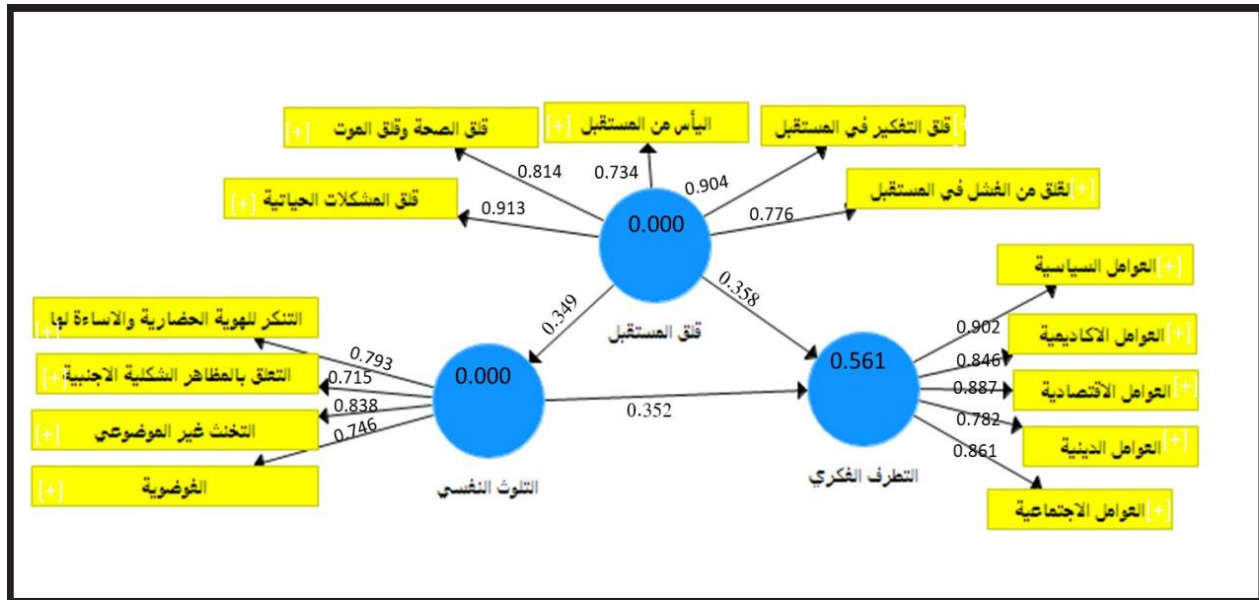 قلق الصحة وقلق الموت [+]
اليأس من المستقبل [+]
قلق التفكير في المستقبل [+]
قلق المشكلات الحياتية [+]
لقلق من الفشل في المستقبل [+]
0.814
0.734
0.904
0.913
0.776
0.000
قلق المستقبل
0.349
0.358
التنكر للهوية الحضارية والاساءة لها [+]
التعلق بالمظاهر الشكلية الاجنبية [+]
التخنث غير الموضوعي [+]
الفوضوية [+]
0.793
0.715
0.838
0.746
0.000
التلوث النفسي
0.352
0.561
التطرف الفكري
0.902
0.846
0.887
0.782
0.861
العوامل السياسية [+]
العوامل الاكاديمية [+]
العوامل الاقتصادية [+]
العوامل الدينية [+]
العوامل الاجتماعية [+]